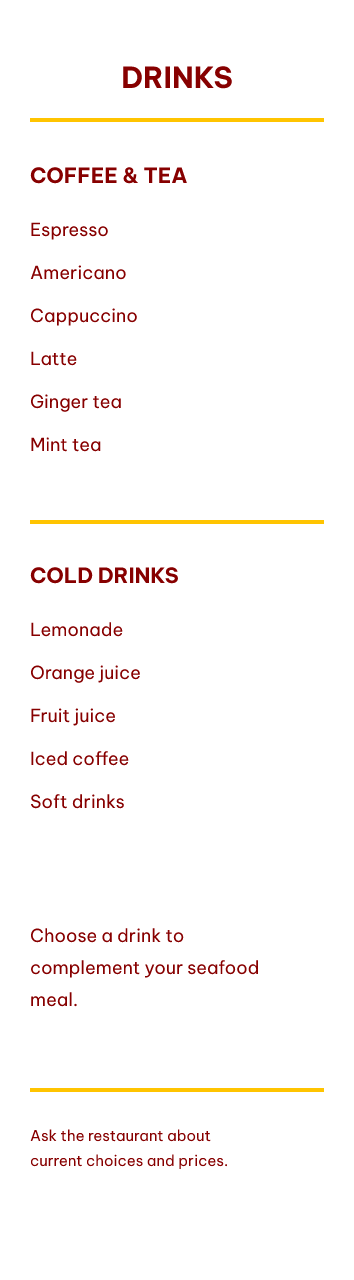 DRINKS
COFFEE & TEA
Espresso
Americano
Cappuccino
Latte
Ginger tea
Mint tea
COLD DRINKS
Lemonade
Orange juice
Fruit juice
Iced coffee
Soft drinks
Choose a drink to
complement your seafood
meal.
Ask the restaurant about
current choices and prices.